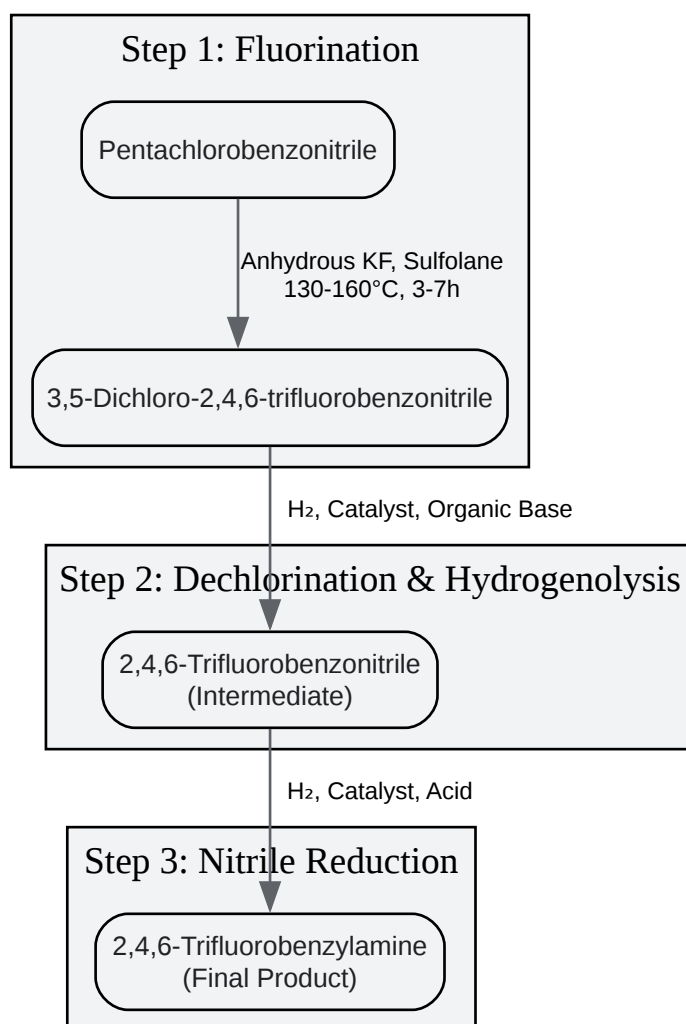 Step 1: Fluorination
Pentachlorobenzonitrile
Anhydrous KF, Sulfolane
130-160°C, 3-7h
3,5-Dichloro-2,4,6-trifluorobenzonitrile
H₂, Catalyst, Organic Base
Step 2: Dechlorination & Hydrogenolysis
2,4,6-Trifluorobenzonitrile
(Intermediate)
H₂, Catalyst, Acid
Step 3: Nitrile Reduction
2,4,6-Trifluorobenzylamine
(Final Product)